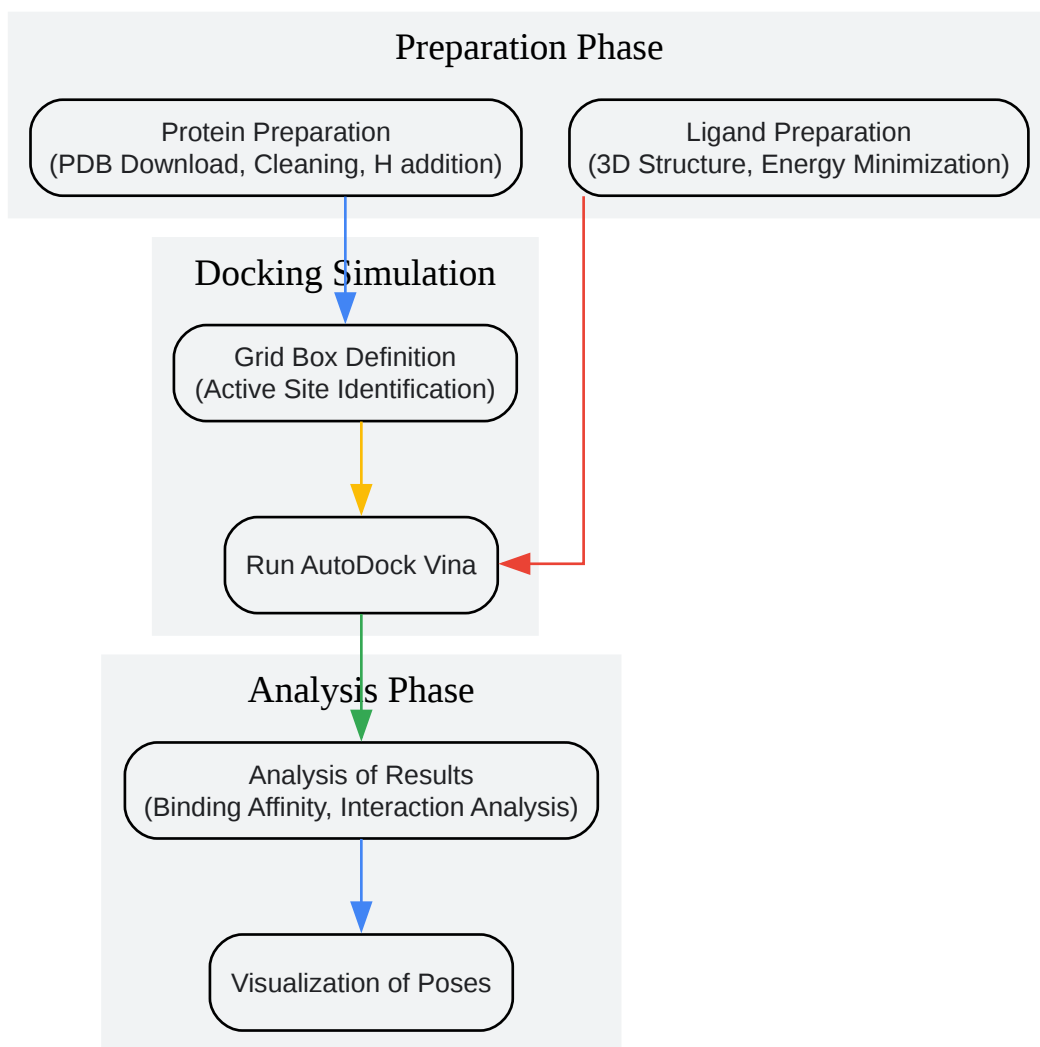 Preparation Phase
Protein Preparation
(PDB Download, Cleaning, H addition)
Ligand Preparation
(3D Structure, Energy Minimization)
Docking Simulation
Grid Box Definition
(Active Site Identification)
Run AutoDock Vina
Analysis Phase
Analysis of Results
(Binding Affinity, Interaction Analysis)
Visualization of Poses